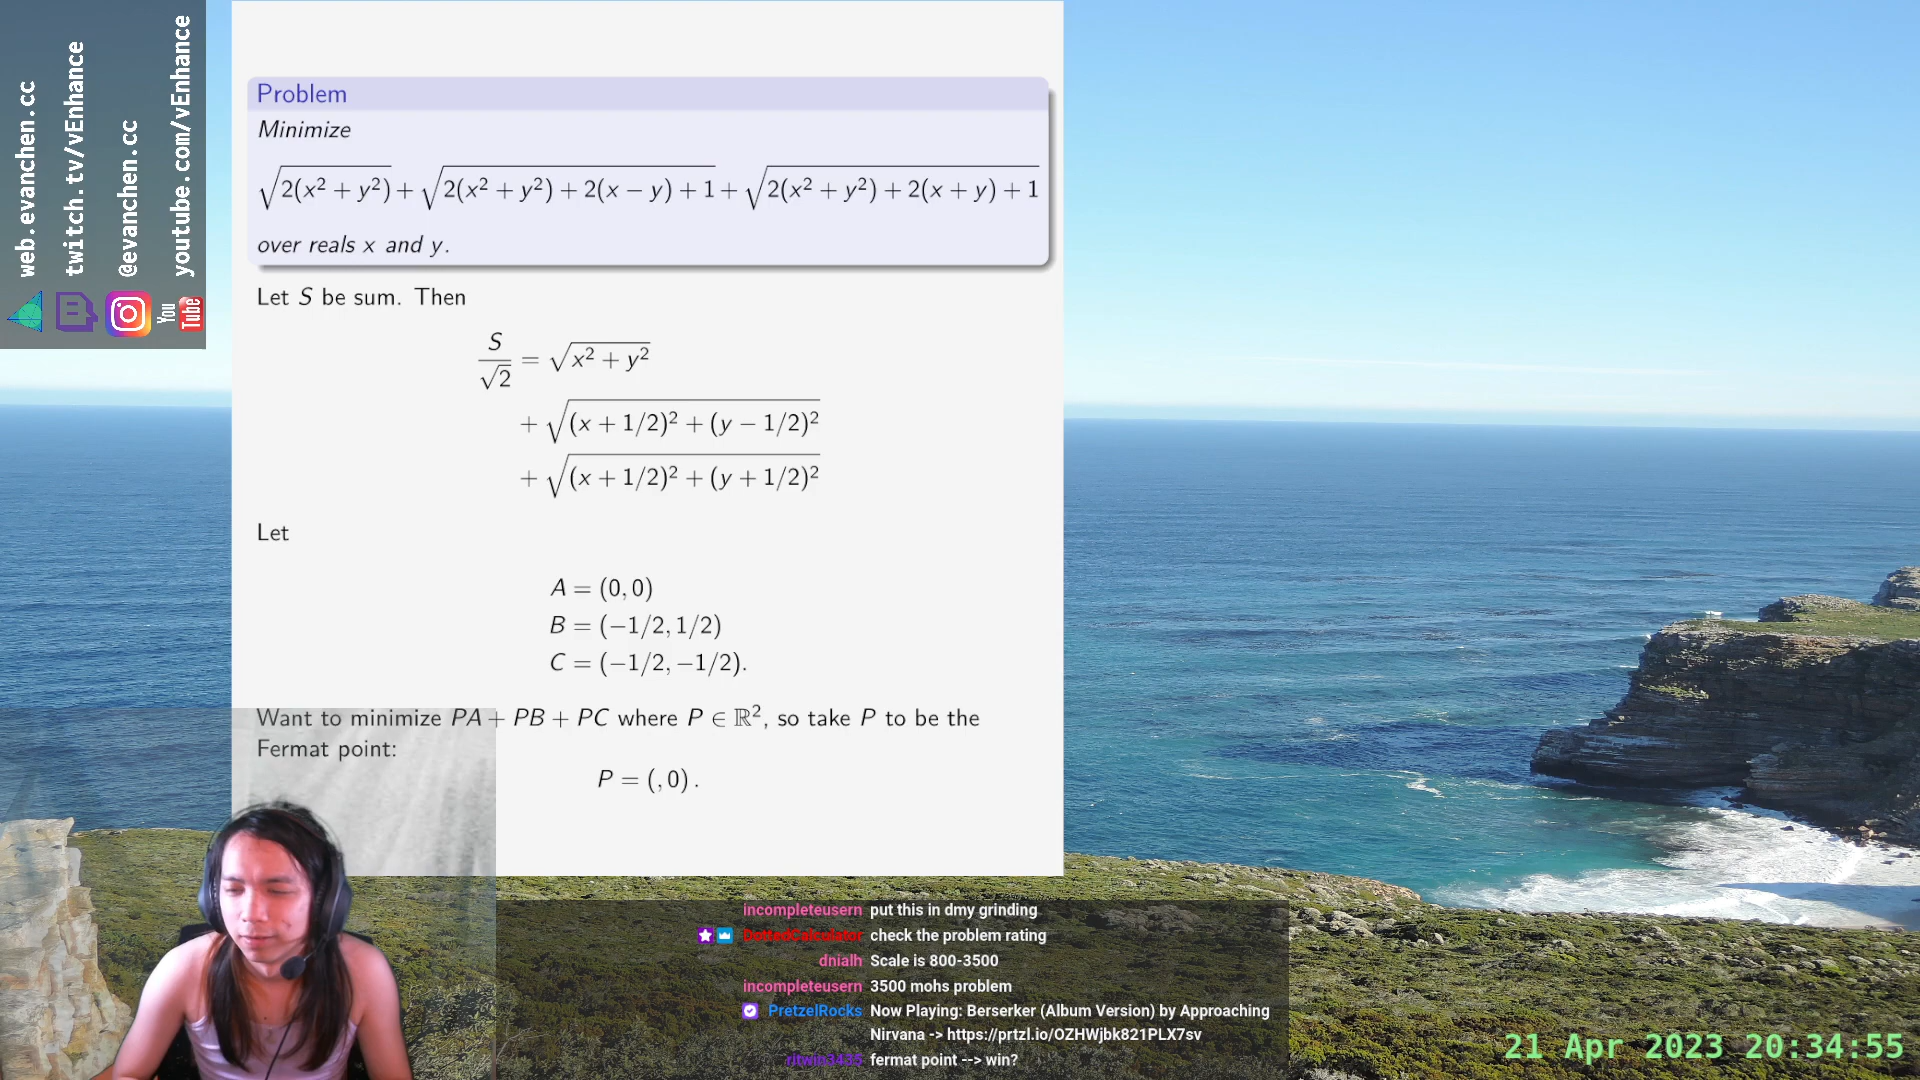 web.evanchen.cc
twitch.tv/vEnhance
@evanchen.cc
youtube.com/vEnhance
You
Tube
Problem
Minimize
√2(x² + y²) + √2(x² + y²) + 2(x − y) + 1 + √2(x² + y²) + 2(x + y) + 1
over reals x and y.
Let S be sum. Then
S/√2 = √x² + y²
+ √(x + 1/2)² + (y − 1/2)²
+ √(x + 1/2)² + (y + 1/2)²
Let
A = (0, 0)
B = (−1/2, 1/2)
C = (−1/2, −1/2).
Want to minimize PA + PB + PC where P ∈ ℝ², so take P to be the
Fermat point:
P = (, 0) .
incompleteusern put this in dmy grinding
DottedCalculator check the problem rating
dnialh Scale is 800-3500
incompleteusern 3500 mohs problem
PretzelRocks Now Playing: Berserker (Album Version) by Approaching
Nirvana -> https://prtzl.io/OZHWjbk821PLX7sv
ritwin3435 fermat point --> win?
21 Apr 2023 20:34:55